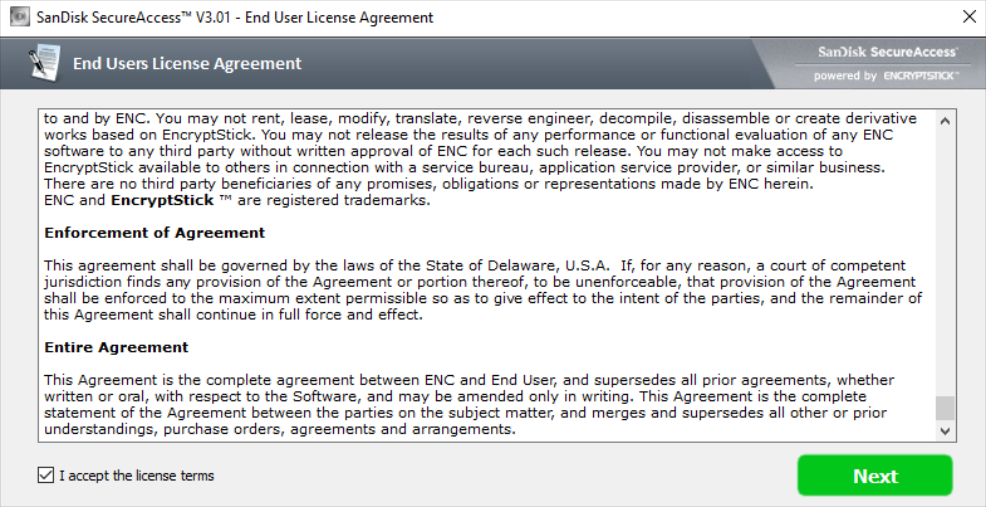 SanDisk SecureAccess™ V3.01 - End User License Agreement
End Users License Agreement
SanDisk SecureAccess™
powered by ENCRYPTSTICK™
to and by ENC. You may not rent, lease, modify, translate, reverse engineer, decompile, disassemble or create derivative
works based on EncryptStick. You may not release the results of any performance or functional evaluation of any ENC
software to any third party without written approval of ENC for each such release. You may not make access to
EncryptStick available to others in connection with a service bureau, application service provider, or similar business.
There are no third party beneficiaries of any promises, obligations or representations made by ENC herein.
ENC and EncryptStick ™ are registered trademarks.
Enforcement of Agreement
This agreement shall be governed by the laws of the State of Delaware, U.S.A.  If, for any reason, a court of competent
jurisdiction finds any provision of the Agreement or portion thereof, to be unenforceable, that provision of the Agreement
shall be enforced to the maximum extent permissible so as to give effect to the intent of the parties, and the remainder of
this Agreement shall continue in full force and effect.
Entire Agreement
This Agreement is the complete agreement between ENC and End User, and supersedes all prior agreements, whether
written or oral, with respect to the Software, and may be amended only in writing. This Agreement is the complete
statement of the Agreement between the parties on the subject matter, and merges and supersedes all other or prior
understandings, purchase orders, agreements and arrangements.
I accept the license terms
Next